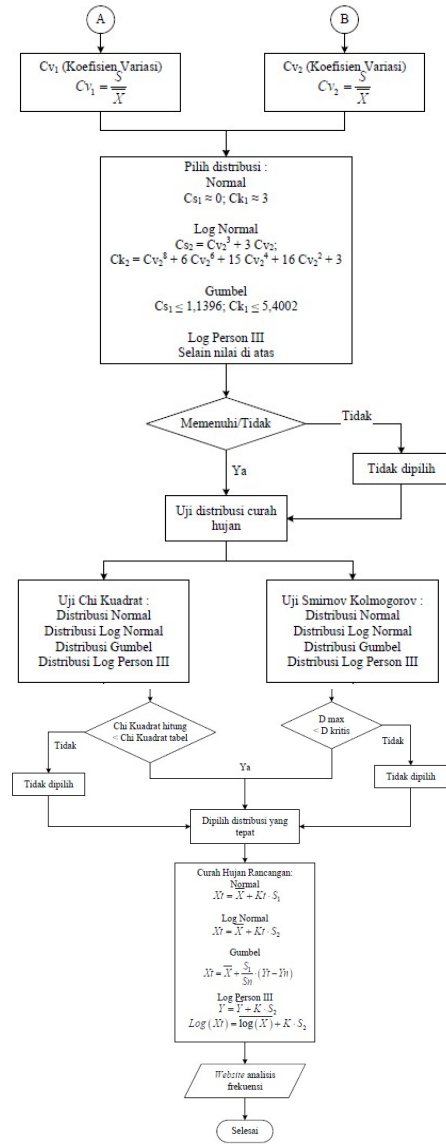 A
B
Cv₁ (Koefisien Variasi)
Cv₁ = S / X̅
Cv₂ (Koefisien Variasi)
Cv₂ = S / X̅
Pilih distribusi :
Normal
Cs₁ ≈ 0; Ck₁ ≈ 3
Log Normal
Cs₂ = Cv₂³ + 3 Cv₂;
Ck₂ = Cv₂⁸ + 6 Cv₂⁶ + 15 Cv₂⁴ + 16 Cv₂² + 3
Gumbel
Cs₁ ≤ 1,1396; Ck₁ ≤ 5,4002
Log Person III
Selain nilai di atas
Memenuhi/Tidak
Tidak
Tidak dipilih
Ya
Uji distribusi curah
hujan
Uji Chi Kuadrat :
Distribusi Normal
Distribusi Log Normal
Distribusi Gumbel
Distribusi Log Person III
Uji Smirnov Kolmogorov :
Distribusi Normal
Distribusi Log Normal
Distribusi Gumbel
Distribusi Log Person III
Chi Kuadrat hitung
< Chi Kuadrat tabel
D max
< D kritis
Tidak
Tidak
Ya
Tidak dipilih
Tidak dipilih
Dipilih distribusi yang
tepat
Curah Hujan Rancangan:
Normal
Xt = X̅ + Kt · S₁
Log Normal
Xt = X̅ + Kt · S₂
Gumbel
Xt = X̅ + S₁/Sn · (Yt − Yn)
Log Person III
Y = Y̅ + K · S₂
Log (Xt) = l̅o̅g̅(̅X̅)̅ + K · S₂
Website analisis
frekuensi
Selesai